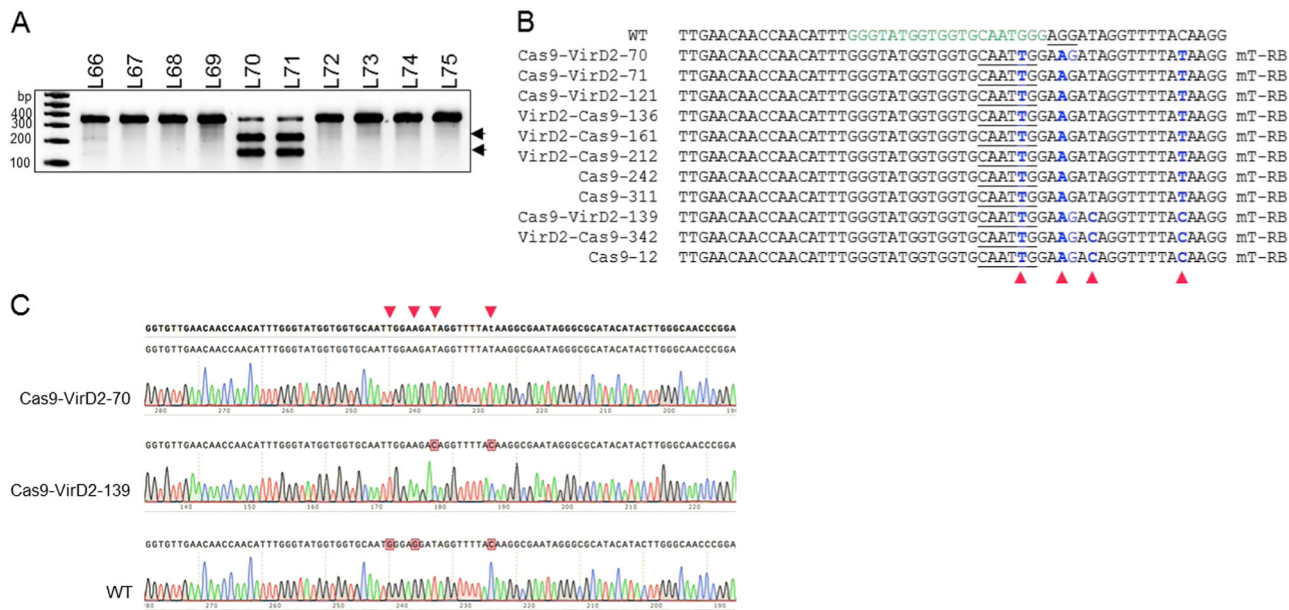 A
L66 L67 L68 L69 L70 L71 L72 L73 L74 L75
bp
400
300
200
100
B
WT TTGAACAACCAACATTTGGGTATGGTGGTGCAATGGGAGGATAGGTTTTACAAGG
Cas9-VirD2-70 TTGAACAACCAACATTTGGGTATGGTGGTGCAATTGGAAGATAGGTTTTATAAGG mT-RB
Cas9-VirD2-71 TTGAACAACCAACATTTGGGTATGGTGGTGCAATTGGAAGATAGGTTTTATAAGG mT-RB
Cas9-VirD2-121 TTGAACAACCAACATTTGGGTATGGTGGTGCAATTGGAAGATAGGTTTTATAAGG mT-RB
VirD2-Cas9-136 TTGAACAACCAACATTTGGGTATGGTGGTGCAATTGGAAGATAGGTTTTATAAGG mT-RB
VirD2-Cas9-161 TTGAACAACCAACATTTGGGTATGGTGGTGCAATTGGAAGATAGGTTTTATAAGG mT-RB
VirD2-Cas9-212 TTGAACAACCAACATTTGGGTATGGTGGTGCAATTGGAAGATAGGTTTTATAAGG mT-RB
Cas9-242 TTGAACAACCAACATTTGGGTATGGTGGTGCAATTGGAAGATAGGTTTTATAAGG mT-RB
Cas9-311 TTGAACAACCAACATTTGGGTATGGTGGTGCAATTGGAAGATAGGTTTTATAAGG mT-RB
Cas9-VirD2-139 TTGAACAACCAACATTTGGGTATGGTGGTGCAATTGGAAGACAGGTTTTACAAGG mT-RB
VirD2-Cas9-342 TTGAACAACCAACATTTGGGTATGGTGGTGCAATTGGAAGACAGGTTTTACAAGG mT-RB
Cas9-12 TTGAACAACCAACATTTGGGTATGGTGGTGCAATTGGAAGACAGGTTTTACAAGG mT-RB
C
GGTGTTGAACAACCAACATTTGGGTATGGTGGTGCAATTGGAAGATAGGTTTTAtAAGGCGAATAGGGCGCATACATACTTGGGCAACCCGGA
GGTGTTGAACAACCAACATTTGGGTATGGTGGTGCAATTGGAAGATAGGTTTTATAAGGCGAATAGGGCGCATACATACTTGGGCAACCCGGA
Cas9-VirD2-70
280 270 260 250 240 230 220 210 200
GGTGTTGAACAACCAACATTTGGGTATGGTGGTGCAATTGGAAGACAGGTTTTACAAGGCGAATAGGGCGCATACATACTTGGGCAACCCGGA
Cas9-VirD2-139
140 150 160 170 180 190 200 210 220
GGTGTTGAACAACCAACATTTGGGTATGGTGGTGCAATGGGAGGATAGGTTTTACAAGGCGAATAGGGCGCATACATACTTGGGCAACCCGGA
WT
270 260 250 240 230 220 210 200 190